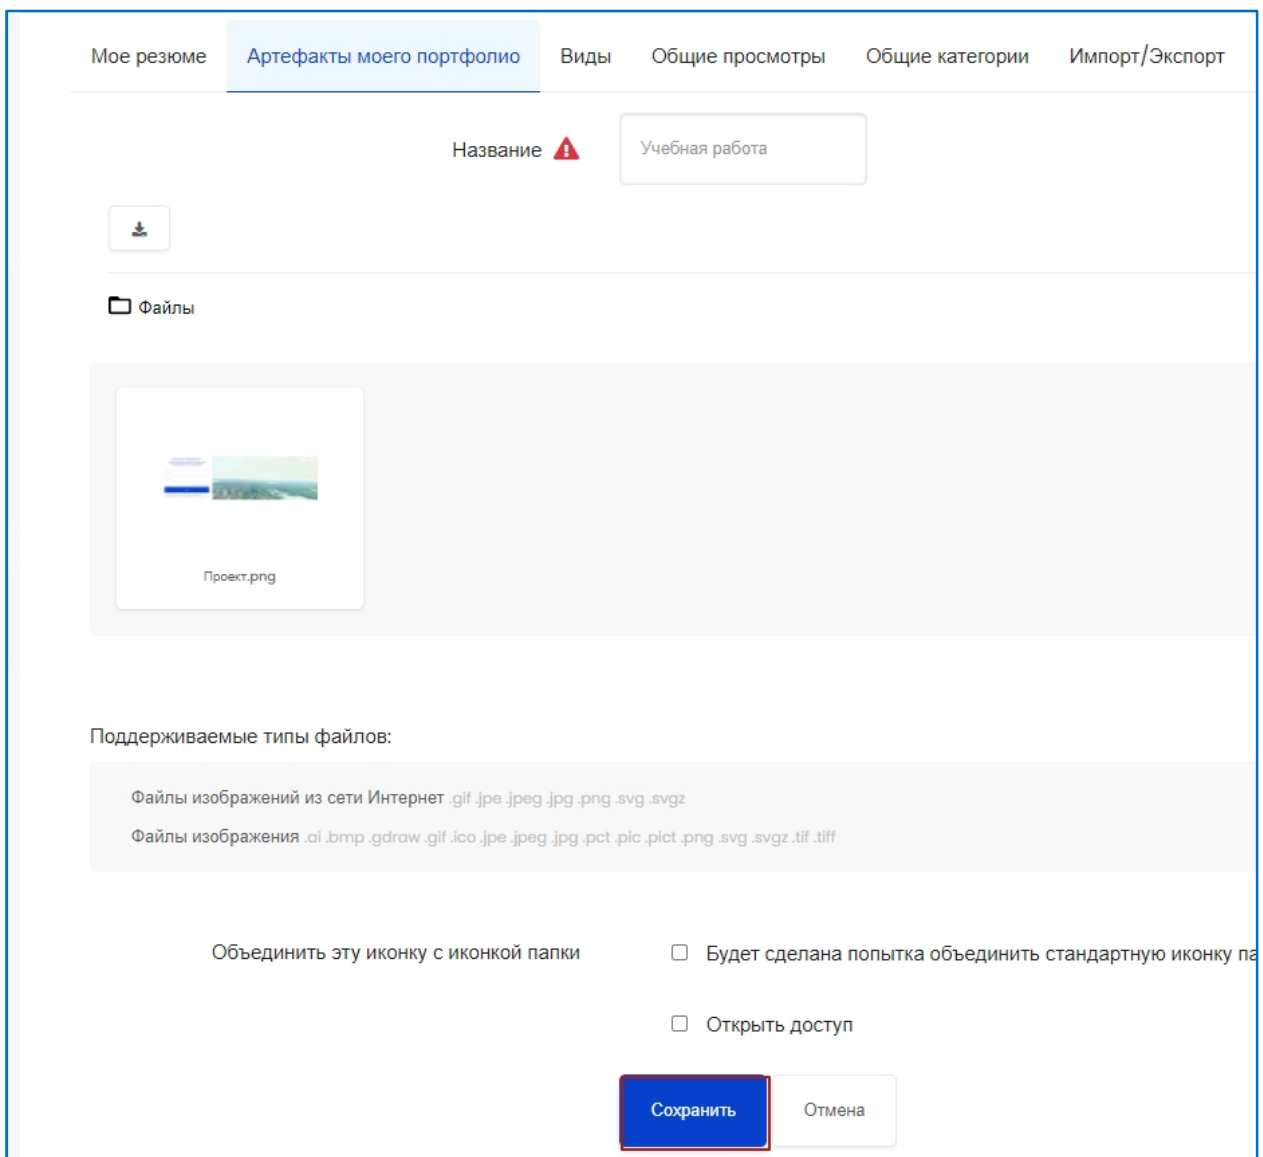 Мое резюме Артефакты моего портфолио Виды Общие просмотры Общие категории Импорт/Экспорт
Название Учебная работа
Файлы
Проект.png
Поддерживаемые типы файлов:
Файлы изображений из сети Интернет .gif .jpe .jpeg .jpg .png .svg .svgz
Файлы изображения .ai .bmp .gdraw .gif .ico .jpe .jpeg .jpg .pct .pic .pict .png .svg .svgz .tif .tiff
Объединить эту иконку с иконкой папки Будет сделана попытка объединить стандартную иконку
Открыть доступ
Сохранить Отмена